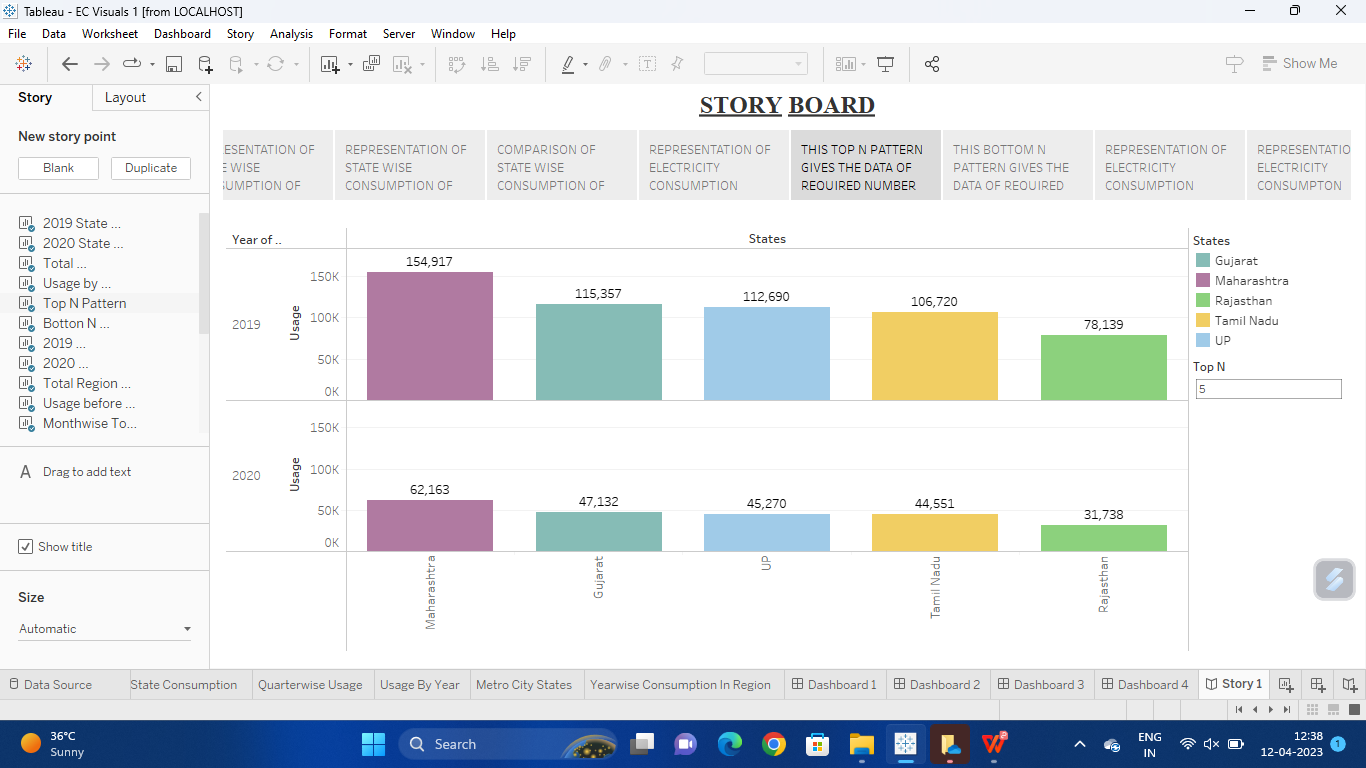 Tableau - EC Visuals 1 [from LOCALHOST]
File Data Worksheet Dashboard Story Analysis Format Server Window Help
Show Me
Story Layout
New story point
Blank Duplicate
2019 State ...
2020 State ...
Total ...
Usage by ...
Top N Pattern
Botton N ...
2019 ...
2020 ...
Total Region ...
Usage before ...
Monthwise To...
A Drag to add text
Show title
Size
Automatic
STORY BOARD
ESENTATION OF
E WISE
SUMPTION OF
REPRESENTATION OF
STATE WISE
CONSUMPTION OF
COMPARISON OF
STATE WISE
CONSUMPTION OF
REPRESENTATION OF
ELECTRICITY
CONSUMPTION
THIS TOP N PATTERN
GIVES THE DATA OF
REQUIRED NUMBER
THIS BOTTOM N
PATTERN GIVES THE
DATA OF REQUIRED
REPRESENTATION OF
ELECTRICITY
CONSUMPTION
REPRESENTATIO
ELECTRICITY
CONSUMPTON
Year of ..
States
2019
Usage
150K
100K
50K
0K
154,917
115,357
112,690
106,720
78,139
2020
Usage
150K
100K
50K
0K
62,163
47,132
45,270
44,551
31,738
Maharashtra
Gujarat
UP
Tamil Nadu
Rajasthan
States
Gujarat
Maharashtra
Rajasthan
Tamil Nadu
UP
Top N
5
Data Source State Consumption Quarterwise Usage Usage By Year Metro City States Yearwise Consumption In Region Dashboard 1 Dashboard 2 Dashboard 3 Dashboard 4 Story 1
36°C
Sunny
Search
ENG
IN
12:38
12-04-2023
1